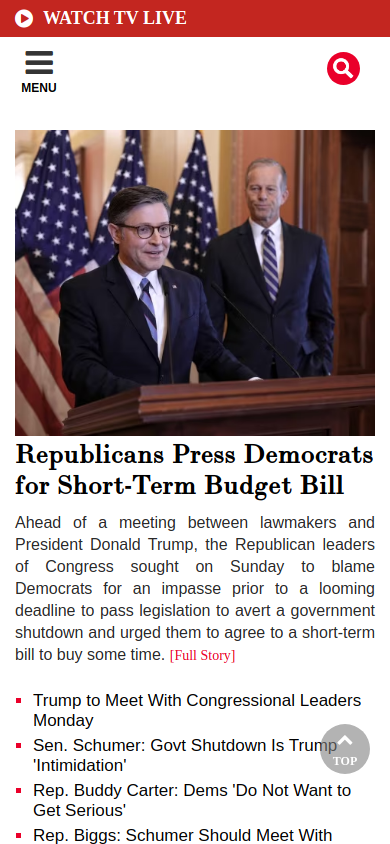 WATCH TV LIVE
MENU
Republicans Press Democrats
for Short-Term Budget Bill
Ahead of a meeting between lawmakers and
President Donald Trump, the Republican leaders
of Congress sought on Sunday to blame
Democrats for an impasse prior to a looming
deadline to pass legislation to avert a government
shutdown and urged them to agree to a short-term
bill to buy some time. [Full Story]
Trump to Meet With Congressional Leaders
Monday
Sen. Schumer: Govt Shutdown Is Trump
'Intimidation'
TOP
Rep. Buddy Carter: Dems 'Do Not Want to
Get Serious'
Rep. Biggs: Schumer Should Meet With